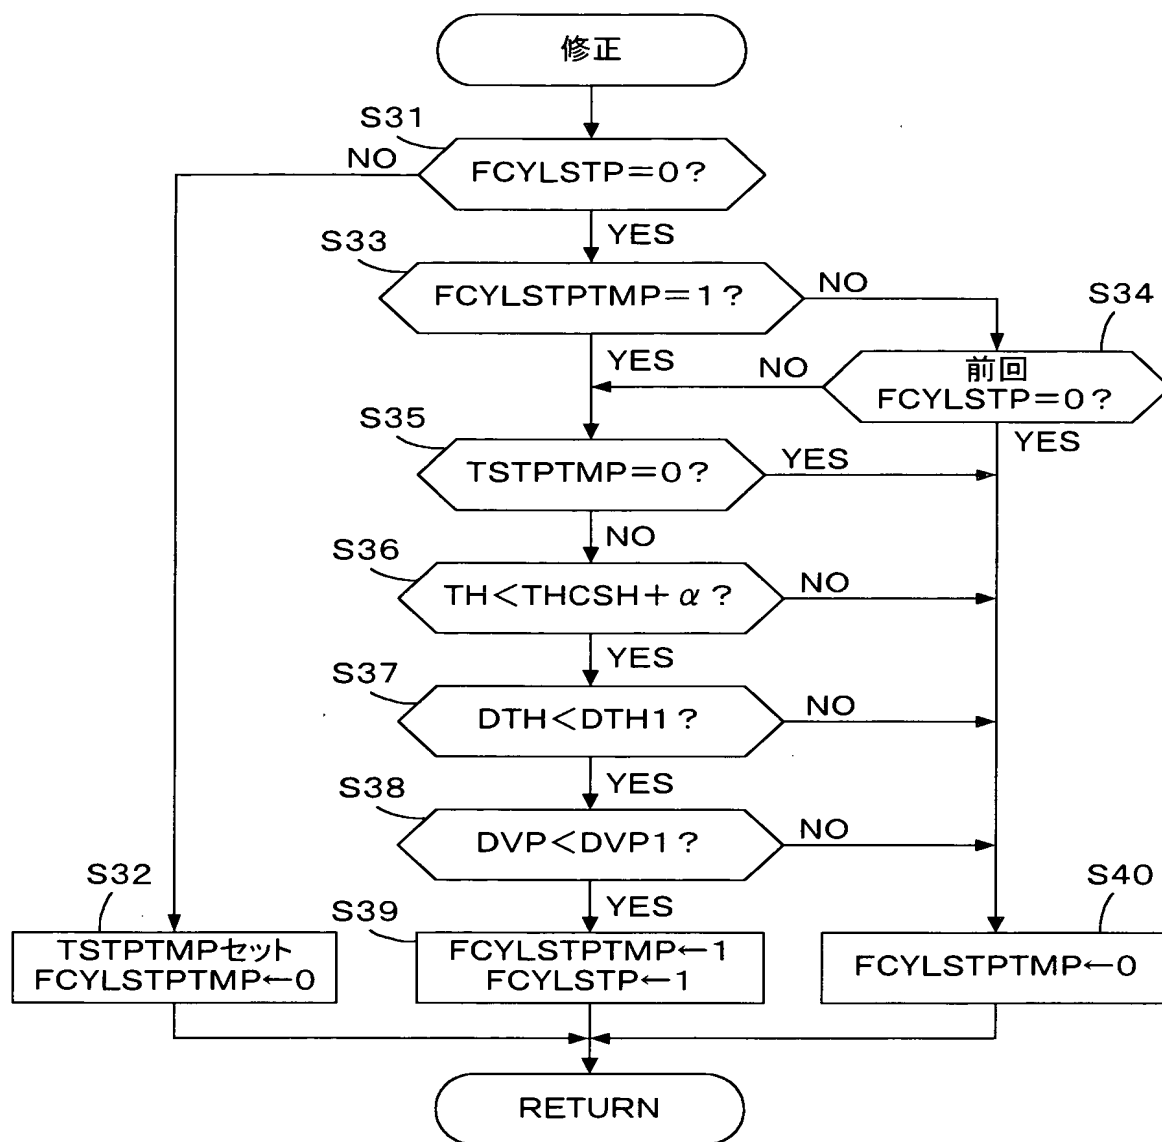 修正
S31
NO
FCYLSTP=0?
YES
S33
FCYLSTPTMP=1?
NO
S34
YES
NO
前回
FCYLSTP=0?
YES
S35
TSTPTMP=0?
YES
NO
S36
TH<THCSH+α?
NO
YES
S37
DTH<DTH1?
NO
YES
S38
DVP<DVP1?
NO
YES
S32
TSTPTMPセット
FCYLSTPTMP←0
S39
FCYLSTPTMP←1
FCYLSTP←1
S40
FCYLSTPTMP←0
RETURN